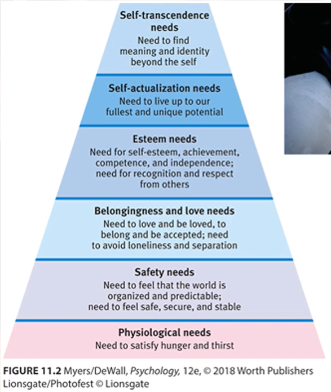 Self-transcendence
needs
Need to find
meaning and identity
beyond the self
Self-actualization needs
Need to live up to our
fullest and unique potential
Esteem needs
Need for self-esteem, achievement,
competence, and independence;
need for recognition and respect
from others
Belongingness and love needs
Need to love and be loved, to
belong and be accepted; need
to avoid loneliness and separation
Safety needs
Need to feel that the world is
organized and predictable;
need to feel safe, secure, and stable
Physiological needs
Need to satisfy hunger and thirst
FIGURE 11.2 Myers/DeWall, Psychology, 12e, © 2018 Worth Publishers
Lionsgate/Photofest © Lionsgate